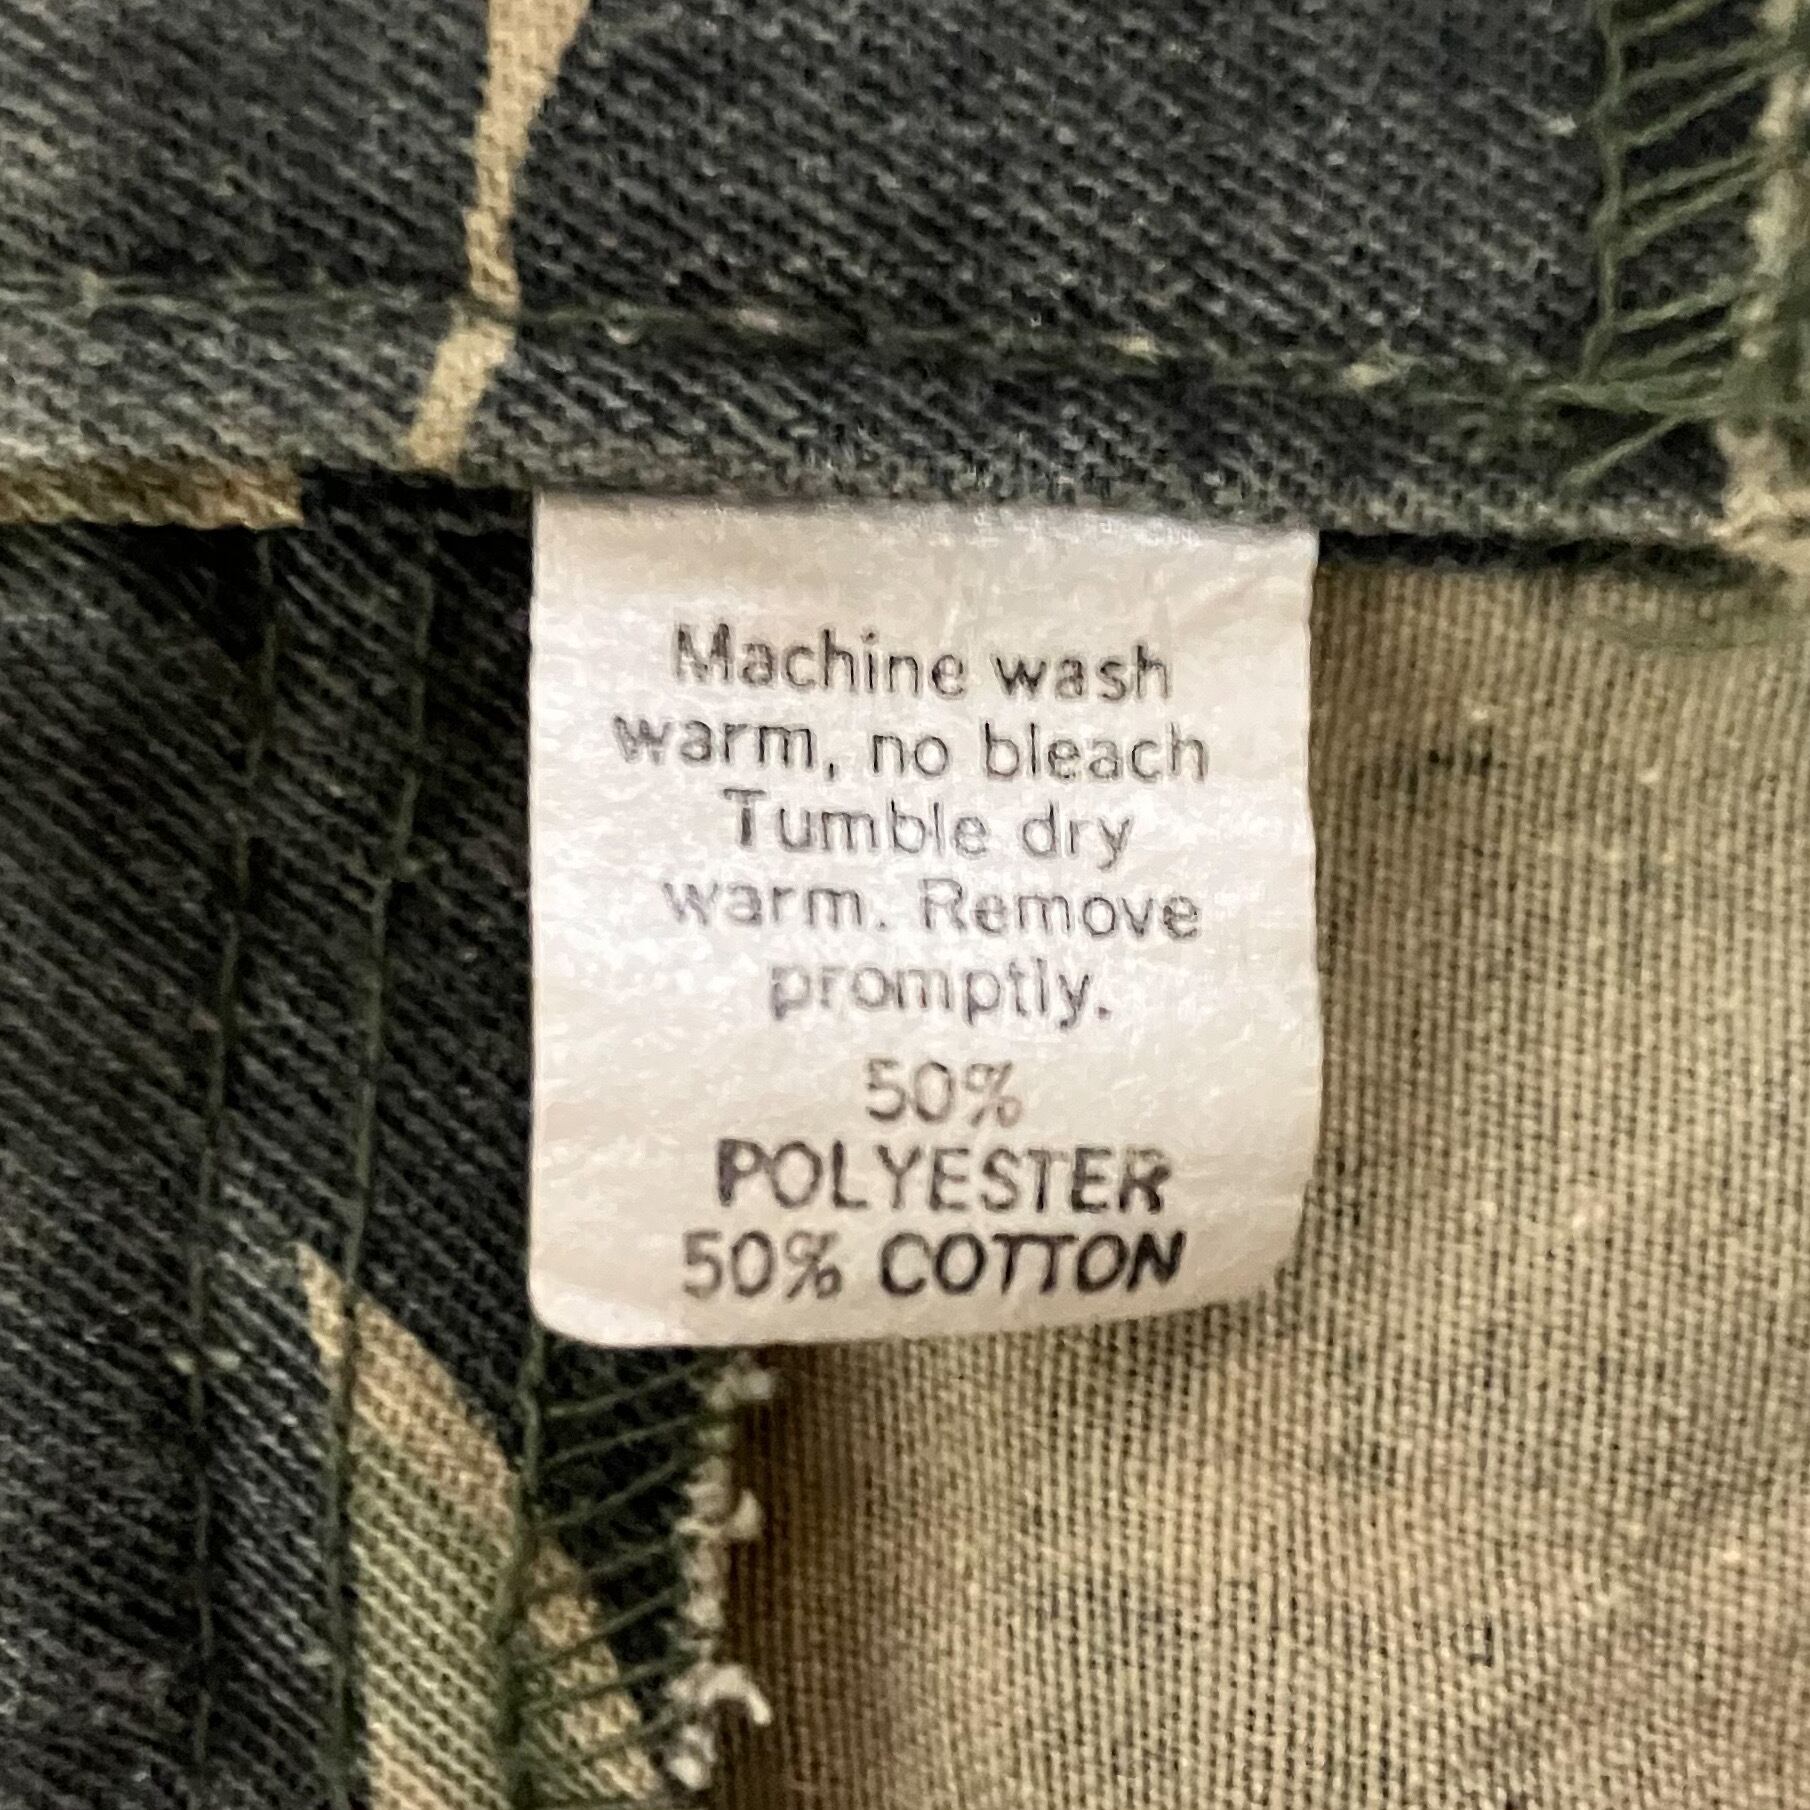 Machine wash
warm, no bleach
Tumble dry
warm. Remove
promptly.
50%
POLYESTER
50% COTTON